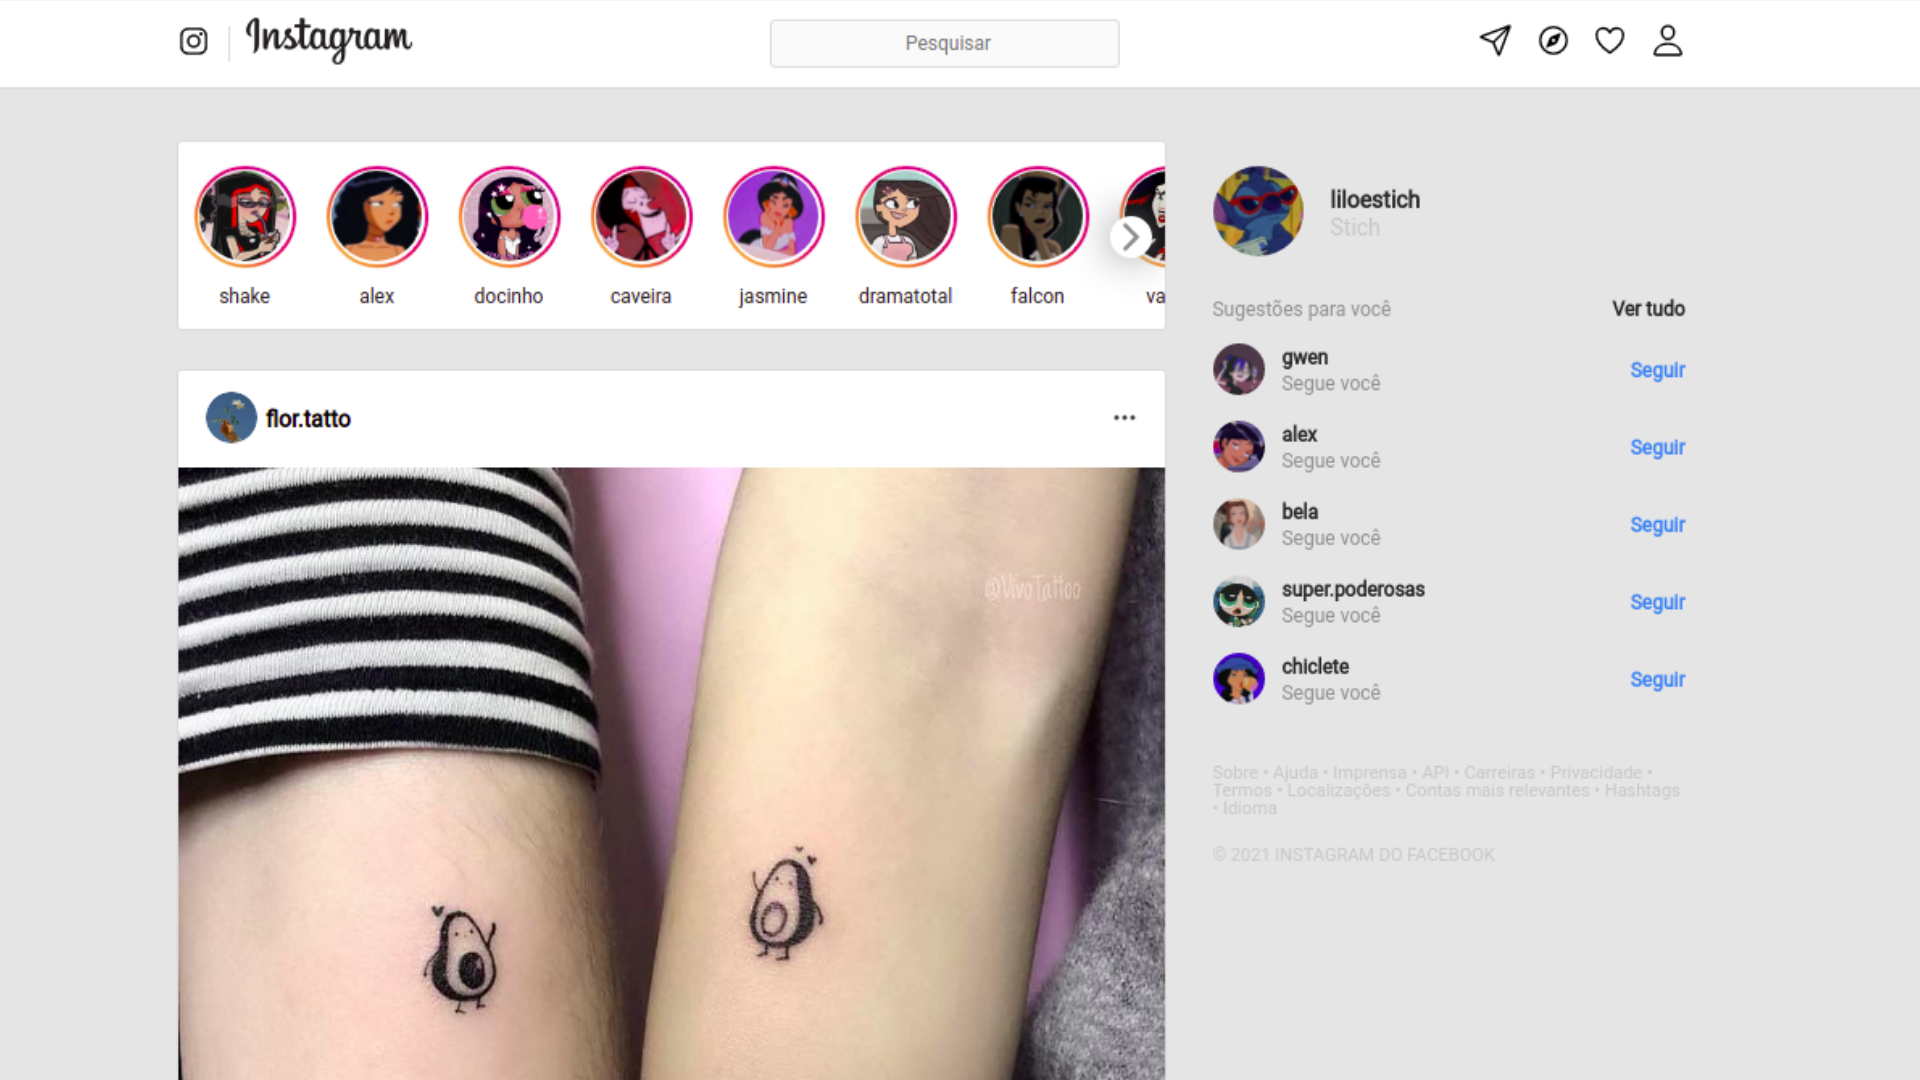 Instagram
Pesquisar
shake
alex
docinho
caveira
jasmine
dramatotal
falcon
va
liloestich
Stich
Sugestões para você
Ver tudo
gwen
Segue você
Seguir
alex
Segue você
Seguir
bela
Segue você
Seguir
super.poderosas
Segue você
Seguir
chiclete
Segue você
Seguir
Sobre • Ajuda • Imprensa • API • Carreiras • Privacidade •
Termos • Localizações • Contas mais relevantes • Hashtags
• Idioma
© 2021 INSTAGRAM DO FACEBOOK
flor.tatto
@VivoTattoo